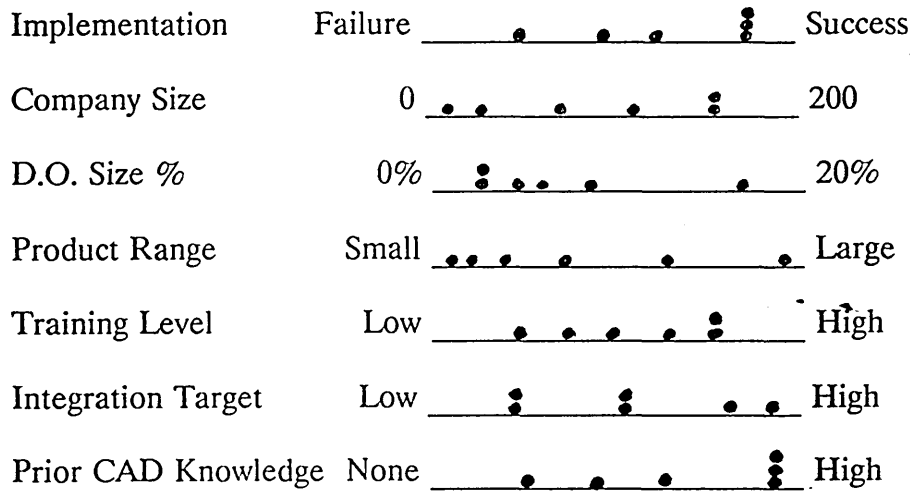 Implementation Failure Success
Company Size 0 200
D.O. Size % 0% 20%
Product Range Small Large
Training Level Low High
Integration Target Low High
Prior CAD Knowledge None High